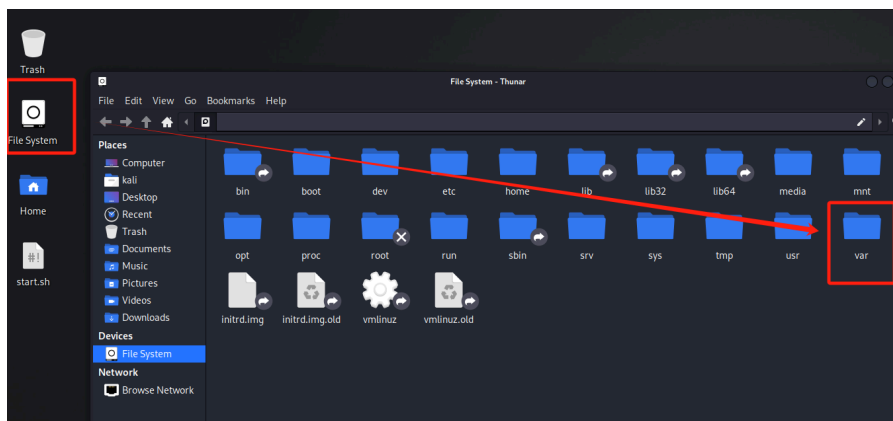 Trash
File System
Home
#!
start.sh
File System - Thunar
File Edit View Go Bookmarks Help
Places
Computer
kali
Desktop
Recent
Trash
Documents
Music
Pictures
Videos
Downloads
Devices
File System
Network
Browse Network
bin boot dev etc home lib lib32 lib64 media mnt
opt proc root run sbin srv sys tmp usr var
initrd.img initrd.img.old vmlinuz vmlinuz.old